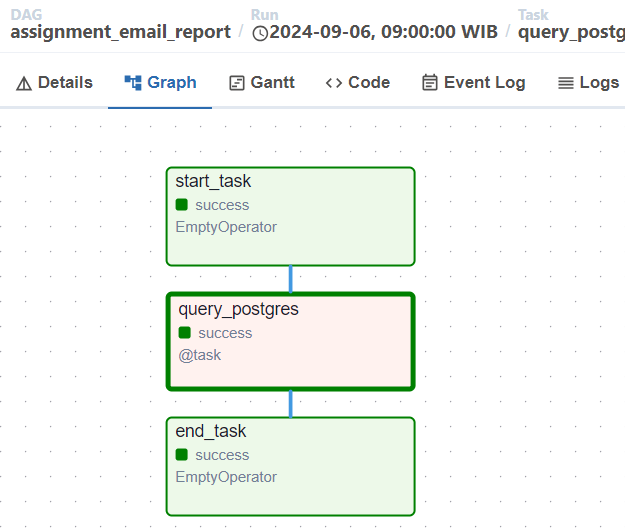 DAG Run Task
assignment_email_report / 2024-09-06, 09:00:00 WIB / query_postg
Details Graph Gantt Code Event Log Logs
start_task
success
EmptyOperator
query_postgres
success
@task
end_task
success
EmptyOperator